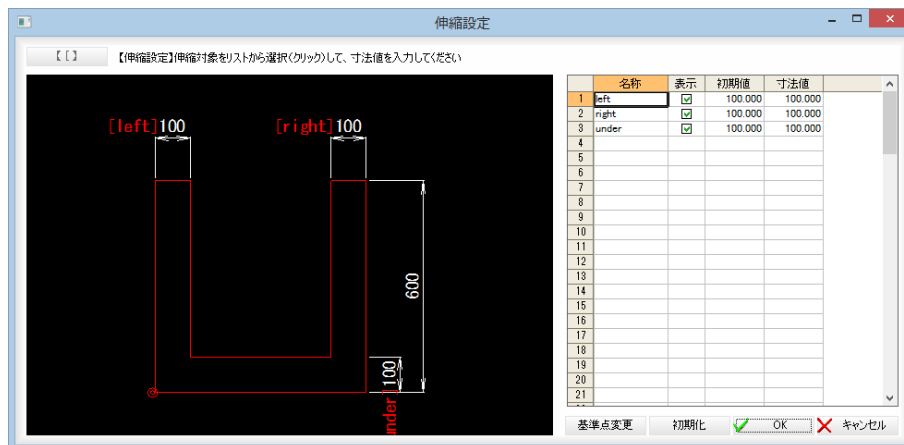 伸縮設定
【[】 【伸縮設定】伸縮対象をリストから選択(クリック)して、寸法値を入力してください
[left]100 [right]100
600
[under]100
名称 表示 初期値 寸法値
1 left 100.000 100.000
2 right 100.000 100.000
3 under 100.000 100.000
4
5
6
7
8
9
10
11
12
13
14
15
16
17
18
19
20
21
基準点変更 初期化 OK キャンセル